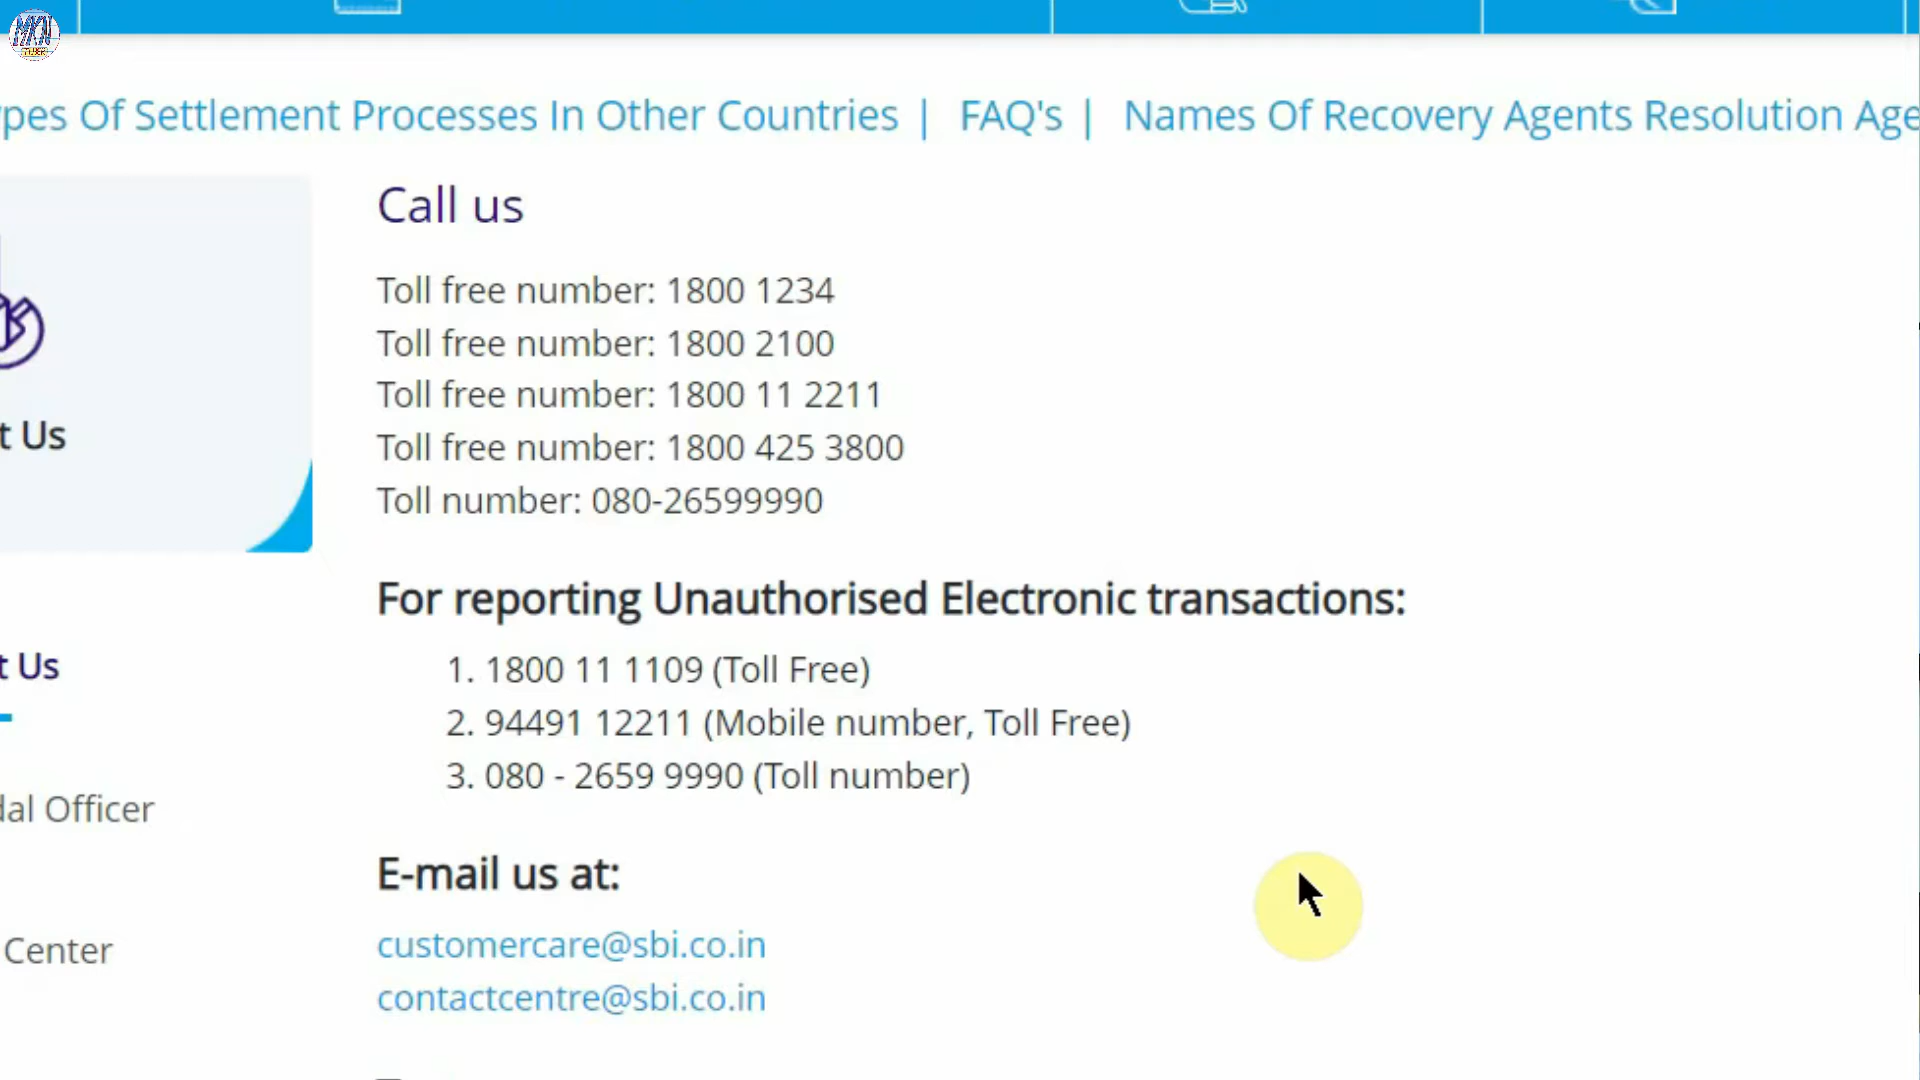 MKN
ypes Of Settlement Processes In Other Countries | FAQ's | Names Of Recovery Agents Resolution Age
Call us
Toll free number: 1800 1234
Toll free number: 1800 2100
Toll free number: 1800 11 2211
Toll free number: 1800 425 3800
Toll number: 080-26599990
t Us
For reporting Unauthorised Electronic transactions:
1. 1800 11 1109 (Toll Free)
2. 94491 12211 (Mobile number, Toll Free)
3. 080 - 2659 9990 (Toll number)
t Us
dal Officer
Center
E-mail us at:
customercare@sbi.co.in
contactcentre@sbi.co.in